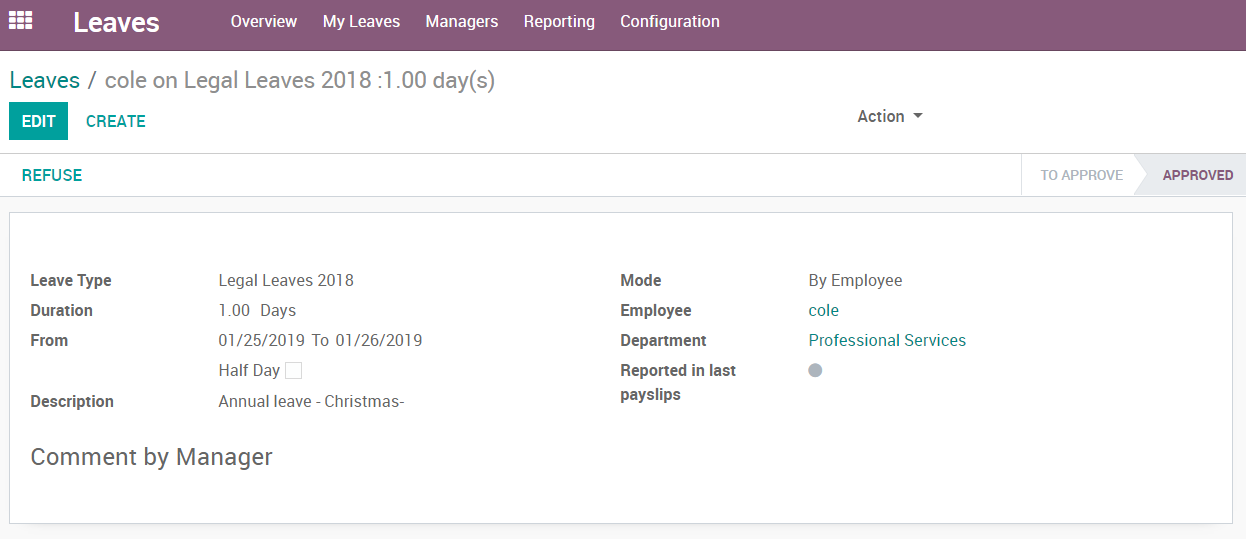 Leaves Overview My Leaves Managers Reporting Configuration
Leaves / cole on Legal Leaves 2018 :1.00 day(s)
EDIT CREATE Action
REFUSE TO APPROVE APPROVED
Leave Type Legal Leaves 2018 Mode By Employee
Duration 1.00 Days Employee cole
From 01/25/2019 To 01/26/2019 Department Professional Services
Half Day Reported in last
payslips
Description Annual leave - Christmas-
Comment by Manager